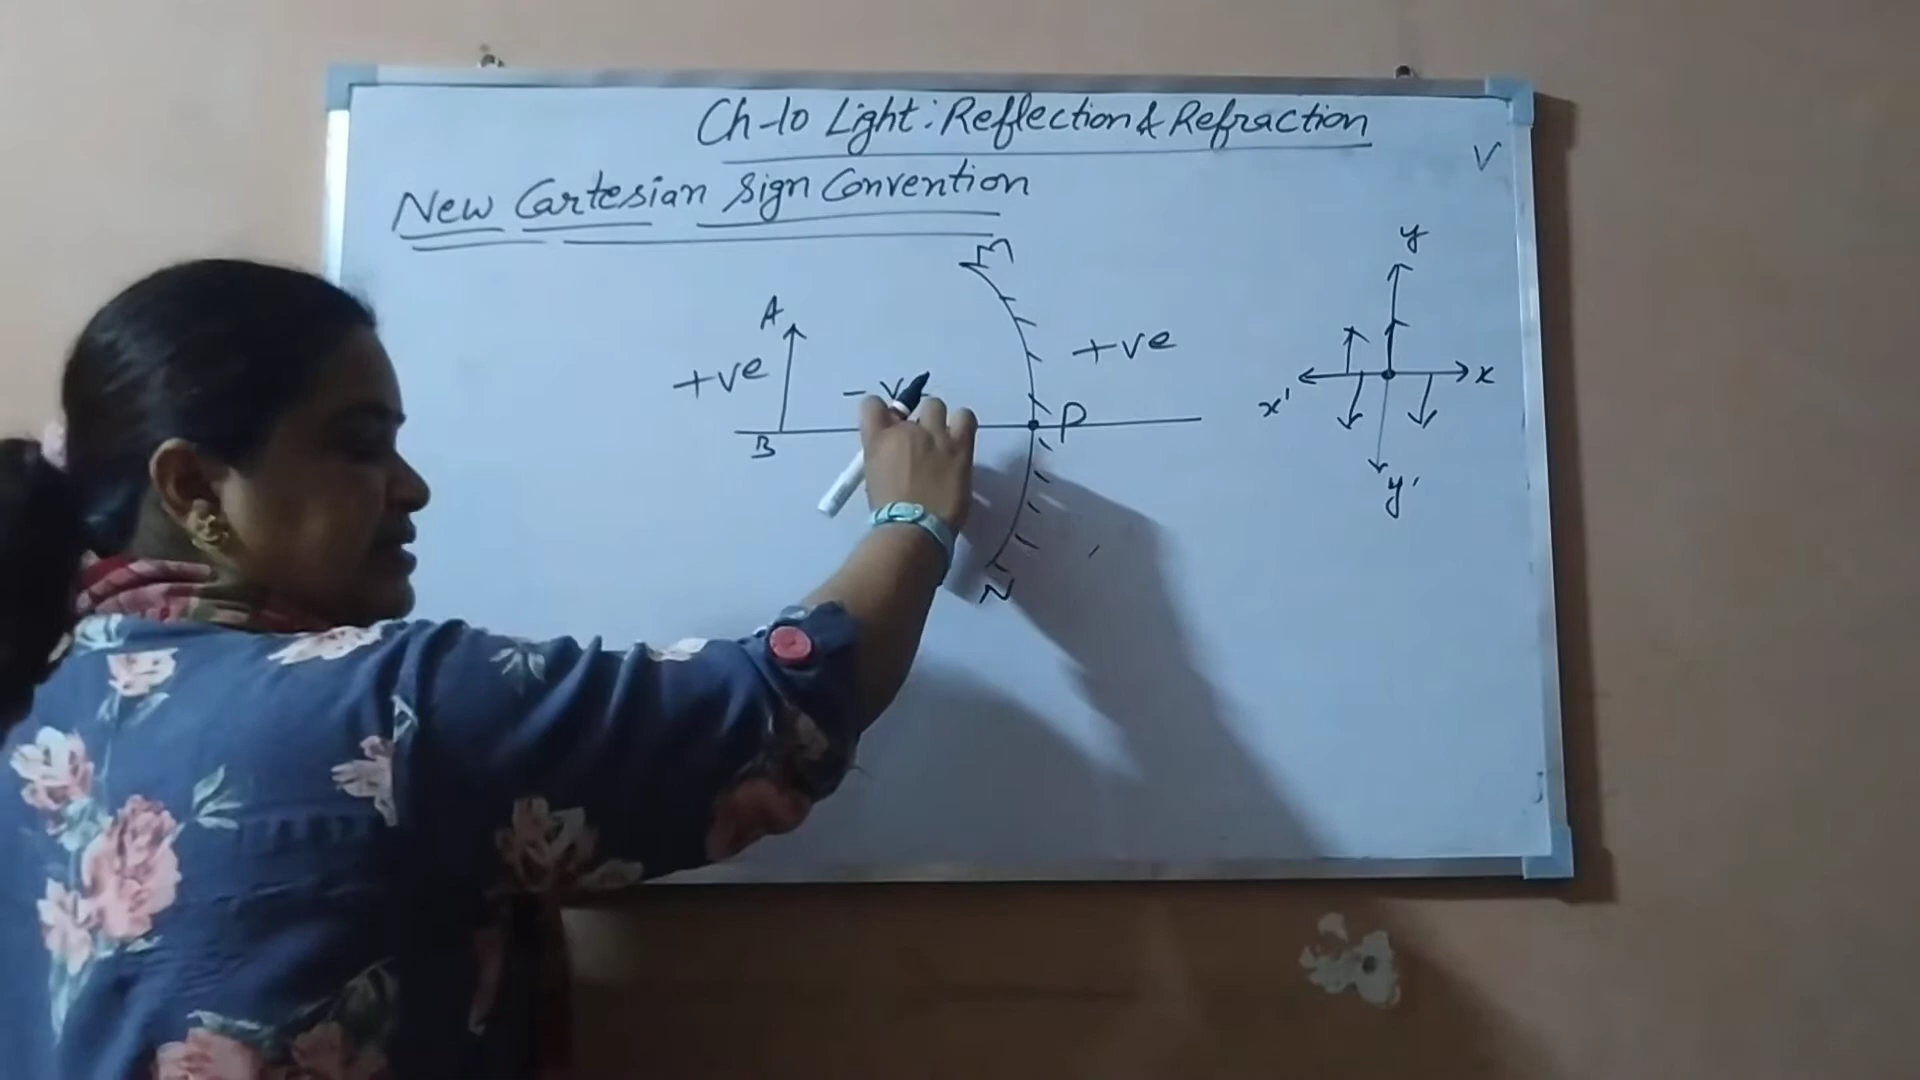 Ch-10 Light: Reflection & Refraction
V
New Cartesian Sign Convention
M
y
A
+ve
+ve
x' x
B
P
y'
N